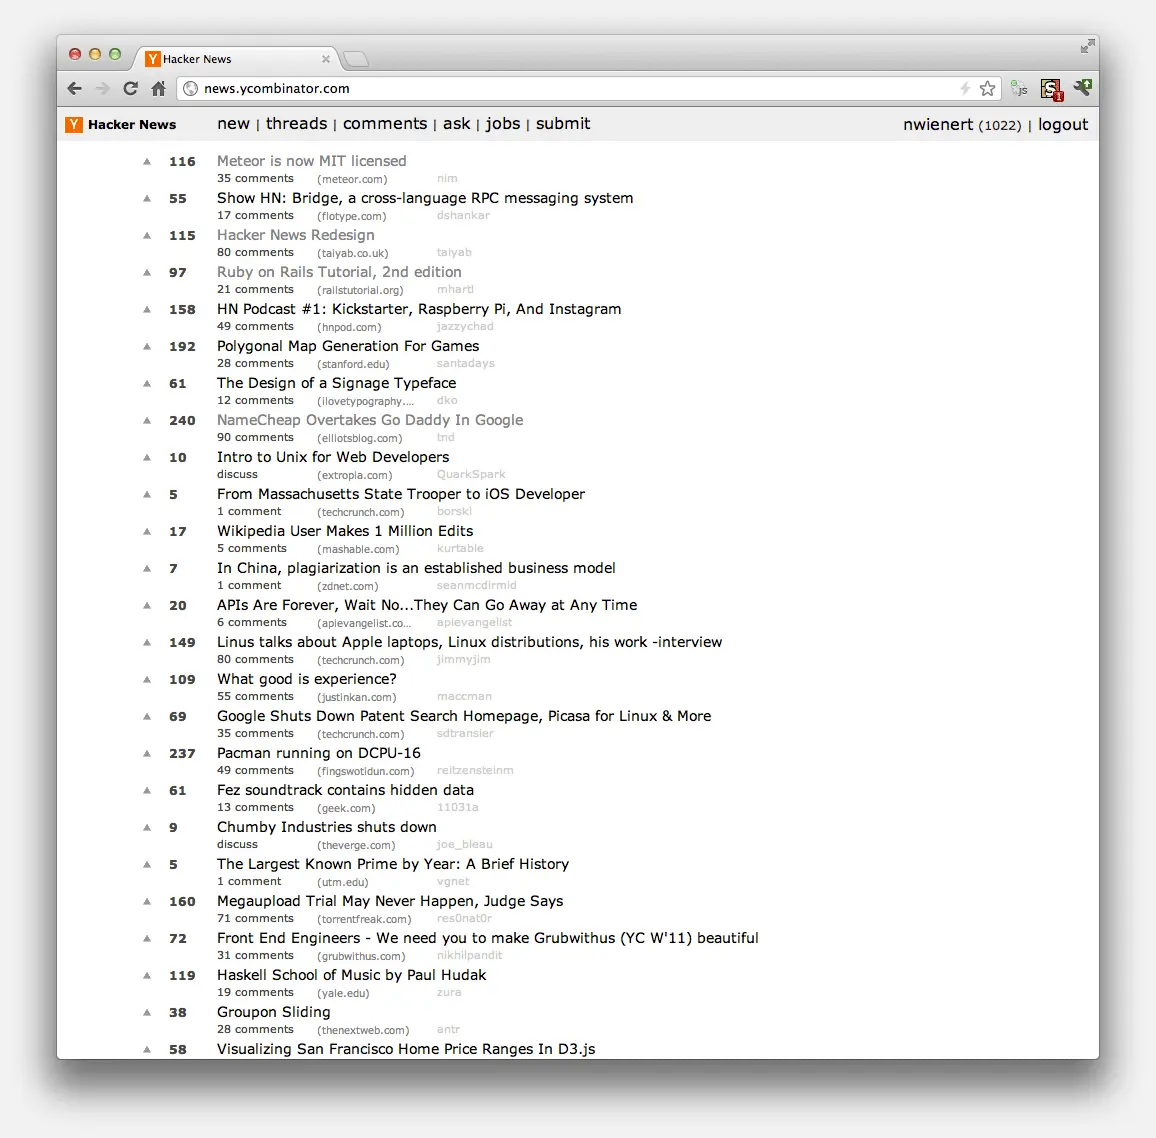 Hacker News
news.ycombinator.com
JS
Y Hacker News new | threads | comments | ask | jobs | submit nwienert (1022) | logout
116 Meteor is now MIT licensed
35 comments (meteor.com) nim
55 Show HN: Bridge, a cross-language RPC messaging system
17 comments (flotype.com) dshankar
115 Hacker News Redesign
80 comments (taiyab.co.uk) taiyab
97 Ruby on Rails Tutorial, 2nd edition
21 comments (railstutorial.org) mhartl
158 HN Podcast #1: Kickstarter, Raspberry Pi, And Instagram
49 comments (hnpod.com) jazzychad
192 Polygonal Map Generation For Games
28 comments (stanford.edu) santadays
61 The Design of a Signage Typeface
12 comments (ilovetypography.... dko
240 NameCheap Overtakes Go Daddy In Google
90 comments (elliotsblog.com) tnd
10 Intro to Unix for Web Developers
discuss (extropia.com) QuarkSpark
5 From Massachusetts State Trooper to iOS Developer
1 comment (techcrunch.com) borski
17 Wikipedia User Makes 1 Million Edits
5 comments (mashable.com) kurtable
7 In China, plagiarization is an established business model
1 comment (zdnet.com) seanmcdirmid
20 APIs Are Forever, Wait No...They Can Go Away at Any Time
6 comments (apievangelist.co... apievangelist
149 Linus talks about Apple laptops, Linux distributions, his work -interview
80 comments (techcrunch.com) jimmyjim
109 What good is experience?
55 comments (justinkan.com) maccman
69 Google Shuts Down Patent Search Homepage, Picasa for Linux & More
35 comments (techcrunch.com) sdtransier
237 Pacman running on DCPU-16
49 comments (fingswotidun.com) reitzensteinm
61 Fez soundtrack contains hidden data
13 comments (geek.com) 11031a
9 Chumby Industries shuts down
discuss (theverge.com) joe_bleau
5 The Largest Known Prime by Year: A Brief History
1 comment (utm.edu) vgnet
160 Megaupload Trial May Never Happen, Judge Says
71 comments (torrentfreak.com) res0nat0r
72 Front End Engineers - We need you to make Grubwithus (YC W'11) beautiful
31 comments (grubwithus.com) nikhilpandit
119 Haskell School of Music by Paul Hudak
19 comments (yale.edu) zura
38 Groupon Sliding
28 comments (thenextweb.com) antr
58 Visualizing San Francisco Home Price Ranges In D3.js